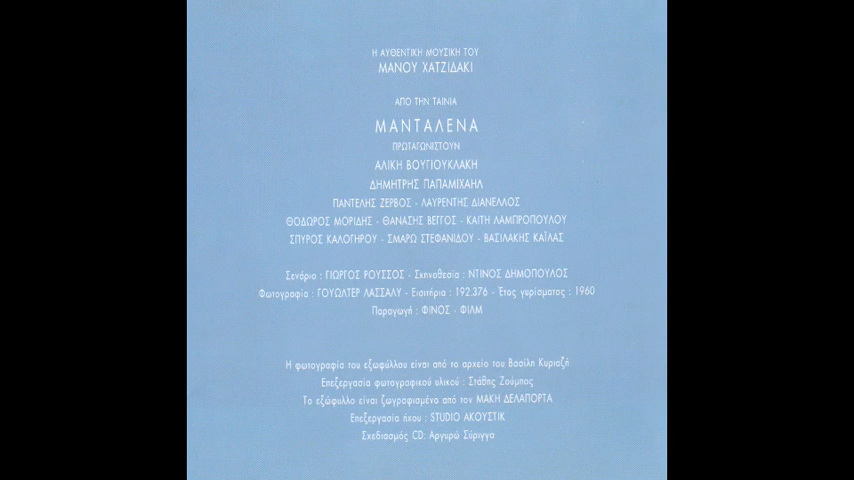 Η ΑΥΘΕΝΤΙΚΗ ΜΟΥΣΙΚΗ ΤΟΥ
ΜΑΝΟΥ ΧΑΤΖΙΔΑΚΙ
ΑΠΟ ΤΗΝ ΤΑΙΝΙΑ
ΜΑΝΤΑΛΕΝΑ
ΠΡΩΤΑΓΩΝΙΣΤΟΥΝ
ΑΛΙΚΗ ΒΟΥΓΙΟΥΚΛΑΚΗ
ΔΗΜΗΤΡΗΣ ΠΑΠΑΜΙΧΑΗΛ
ΠΑΝΤΕΛΗΣ ΖΕΡΒΟΣ - ΛΑΥΡΕΝΤΗΣ ΔΙΑΝΕΛΛΟΣ
ΘΟΔΩΡΟΣ ΜΟΡΙΔΗΣ - ΘΑΝΑΣΗΣ ΒΕΓΓΟΣ - ΚΑΙΤΗ ΛΑΜΠΡΟΠΟΥΛΟΥ
ΣΠΥΡΟΣ ΚΑΛΟΓΗΡΟΥ - ΣΜΑΡΩ ΣΤΕΦΑΝΙΔΟΥ - ΒΑΣΙΛΑΚΗΣ ΚΑΪΛΑΣ
Σενάριο : ΓΙΩΡΓΟΣ ΡΟΥΣΣΟΣ - Σκηνοθεσία : ΝΤΙΝΟΣ ΔΗΜΟΠΟΥΛΟΣ
Φωτογραφία : ΓΟΥΩΛΤΕΡ ΛΑΣΣΑΛΥ - Εισιτήρια : 192.376 - Έτος γυρίσματος : 1960
Παραγωγή : ΦΙΝΟΣ - ΦΙΛΜ
Η φωτογραφία του εξωφύλλου είναι από το αρχείο του Βασίλη Κυριαζή
Επεξεργασία φωτογραφικού υλικού : Στάθης Ζούμπος
Το εξώφυλλο είναι ζωγραφισμένο από τον ΜΑΚΗ ΔΕΛΑΠΟΡΤΑ
Επεξεργασία ήχου : STUDIO ΑΚΟΥΣΤΙΚ
Σχεδιασμός CD: Αργυρώ Σύριγγα